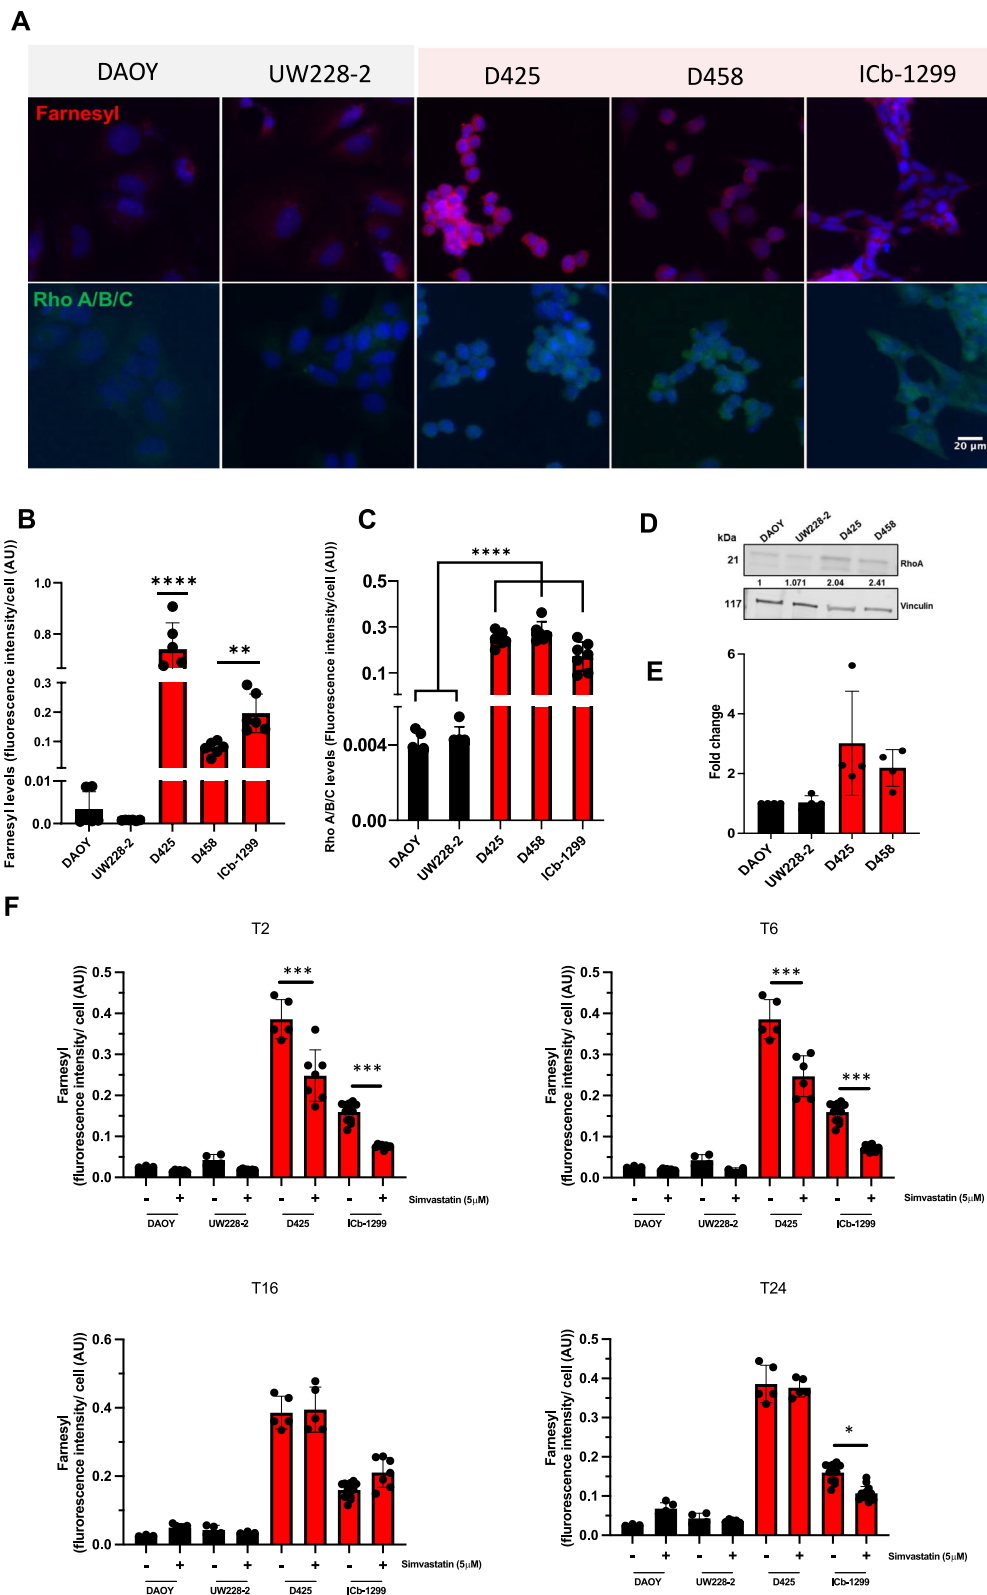 A
DAOY UW228-2 D425 D458 ICb-1299
Farnesyl
Rho A/B/C
20 µm
B
Farnesyl levels (fluorescence intensity/cell (AU))
1.0
0.8
0.6
0.4
0.3
0.2
0.1
0.01
0.0
****
**
DAOY UW228-2 D425 D458 ICb-1299
C
Rho A/B/C levels (Fluorescence intensity/cell (AU))
0.5
0.3
0.1
0.004
0.00
****
DAOY UW228-2 D425 D458 ICb-1299
D
DAOY UW228-2 D425 D458
kDa
21 RhoA
1 1.071 2.04 2.41
117 Vinculin
E
Fold change
6
4
2
0
DAOY UW228-2 D425 D458
F
T2
Farnesyl
(flurorescence intensity/ cell (AU))
0.5
0.4
0.3
0.2
0.1
0.0
***
***
- + - + - + - + Simvastatin (5µM)
DAOY UW228-2 D425 ICb-1299
T6
Farnesyl
(flurorescence intensity/ cell (AU))
0.5
0.4
0.3
0.2
0.1
0.0
***
***
- + - + - + - + Simvastatin (5µM)
DAOY UW228-2 D425 ICb-1299
T16
Farnesyl
(flurorescence intensity/ cell (AU))
0.6
0.4
0.2
0.0
- + - + - + - + Simvastatin (5µM)
DAOY UW228-2 D425 ICb-1299
T24
Farnesyl
(flurorescence intensity/ cell (AU))
0.5
0.4
0.3
0.2
0.1
0.0
*
- + - + - + - + Simvastatin (5µM)
DAOY UW228-2 D425 ICb-1299